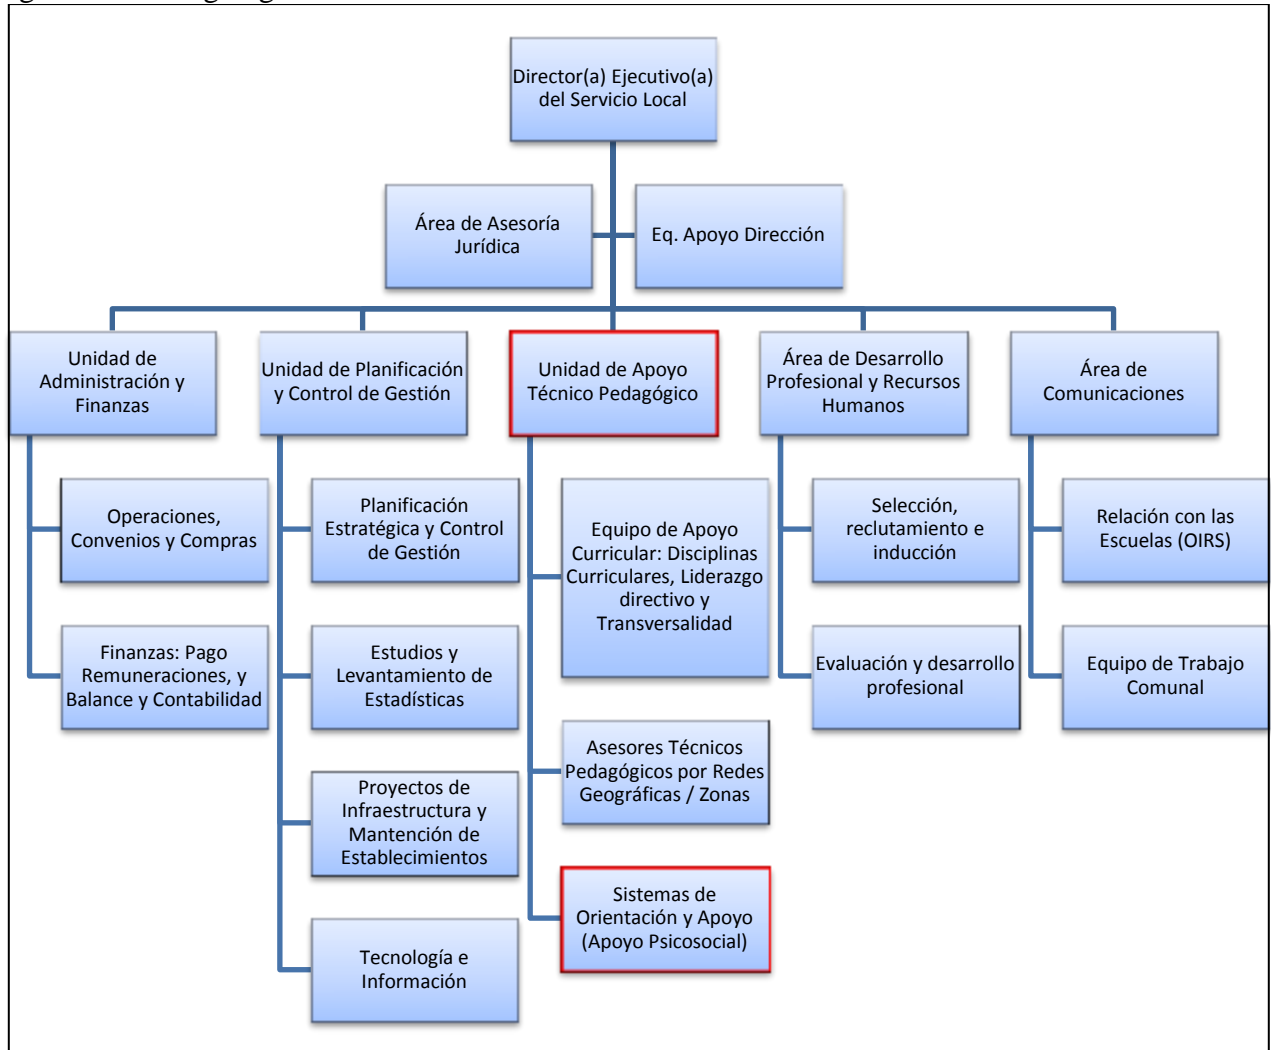 Director(a) Ejecutivo(a)
del Servicio Local
Área de Asesoría
Jurídica
Eq. Apoyo Dirección
Unidad de
Administración y
Finanzas
Unidad de Planificación
y Control de Gestión
Unidad de Apoyo
Técnico Pedagógico
Área de Desarrollo
Profesional y Recursos
Humanos
Área de
Comunicaciones
Operaciones,
Convenios y Compras
Finanzas: Pago
Remuneraciones, y
Balance y Contabilidad
Planificación
Estratégica y Control
de Gestión
Estudios y
Levantamiento de
Estadísticas
Proyectos de
Infraestructura y
Mantención de
Establecimientos
Tecnología e
Información
Equipo de Apoyo
Curricular: Disciplinas
Curriculares, Liderazgo
directivo y
Transversalidad
Asesores Técnicos
Pedagógicos por Redes
Geográficas / Zonas
Sistemas de
Orientación y Apoyo
(Apoyo Psicosocial)
Selección,
reclutamiento e
inducción
Evaluación y desarrollo
profesional
Relación con las
Escuelas (OIRS)
Equipo de Trabajo
Comunal